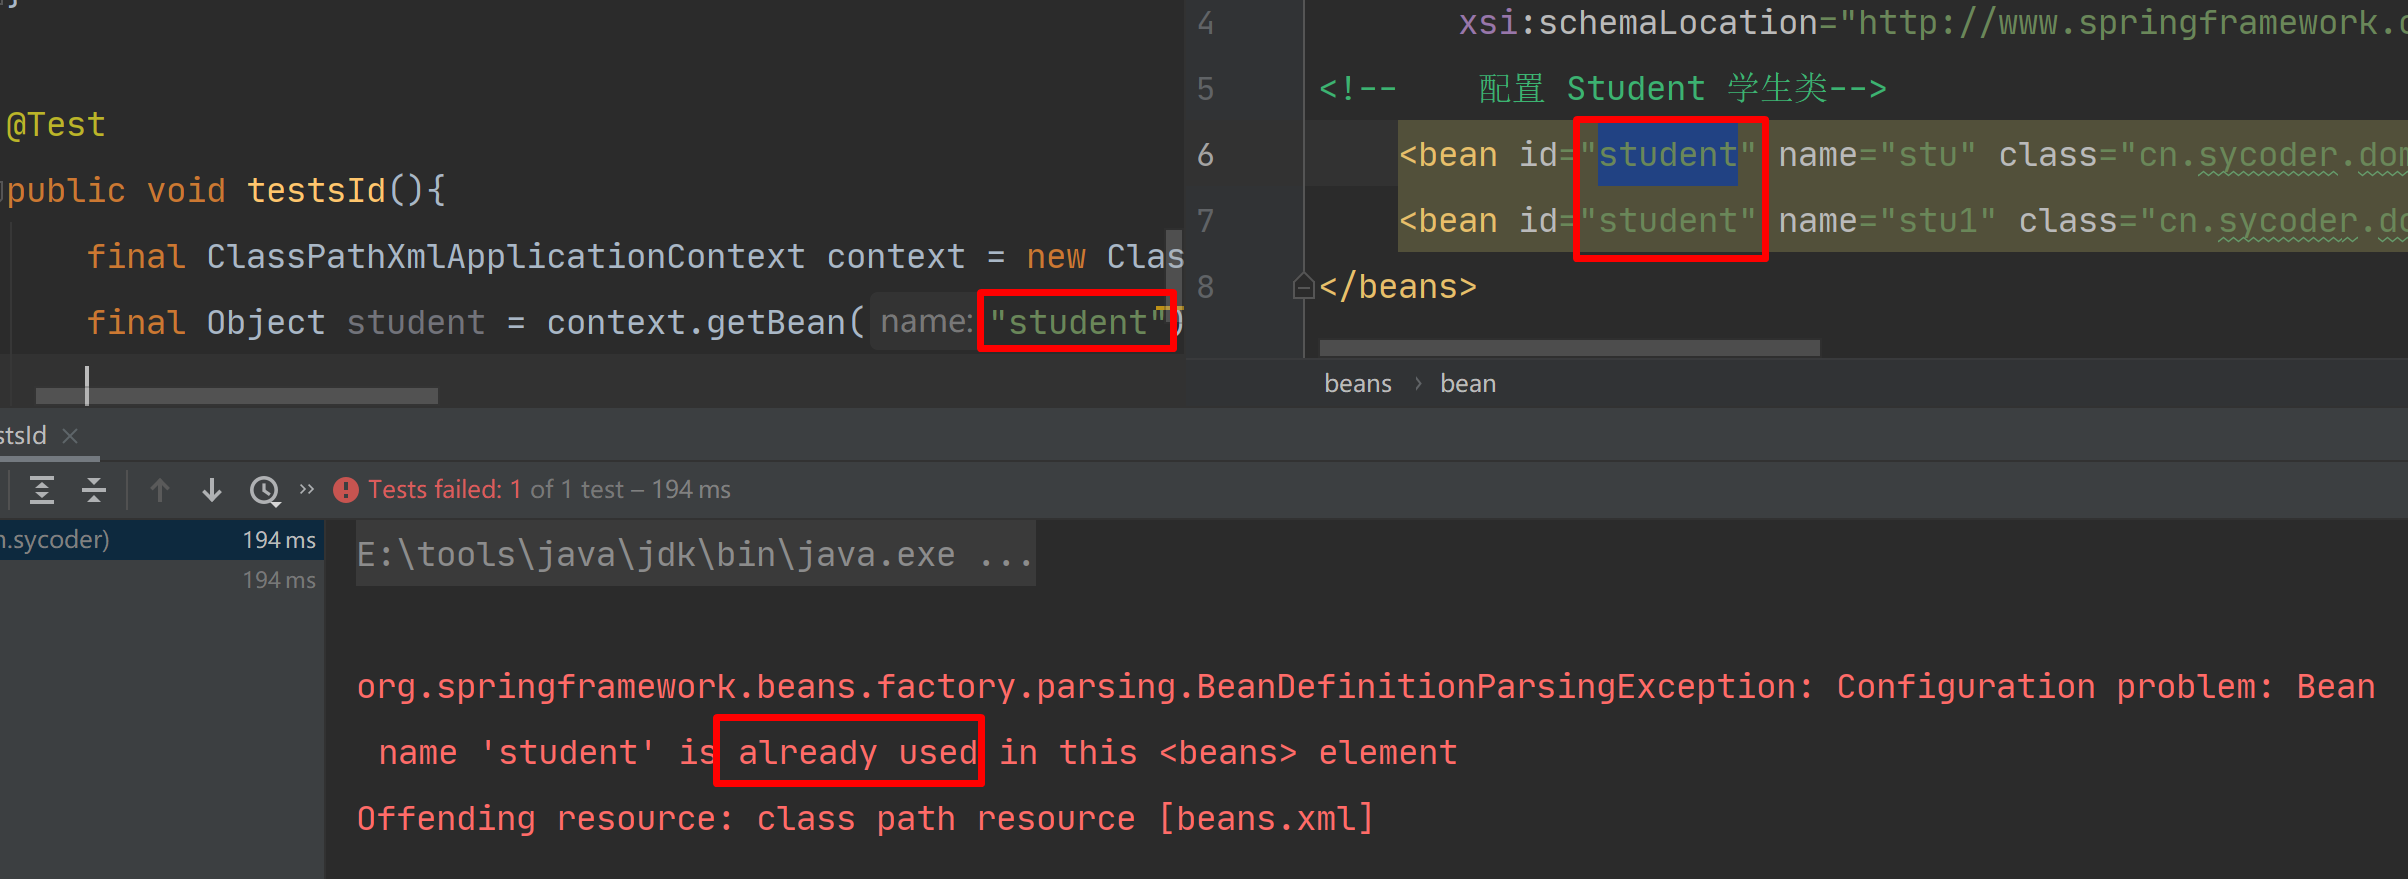 }
@Test
public void testsId(){
final ClassPathXmlApplicationContext context = new Clas
final Object student = context.getBean( name: "student")
4 xsi:schemaLocation="http://www.springframework.o
5 <!-- 配置 Student 学生类-->
6 <bean id="student" name="stu" class="cn.sycoder.dom
7 <bean id="student" name="stu1" class="cn.sycoder.do
8 </beans>
beans › bean
stsId ×
» Tests failed: 1 of 1 test – 194 ms
n.sycoder) 194 ms
194 ms
E:\tools\java\jdk\bin\java.exe ...
org.springframework.beans.factory.parsing.BeanDefinitionParsingException: Configuration problem: Bean
name 'student' is already used in this <beans> element
Offending resource: class path resource [beans.xml]